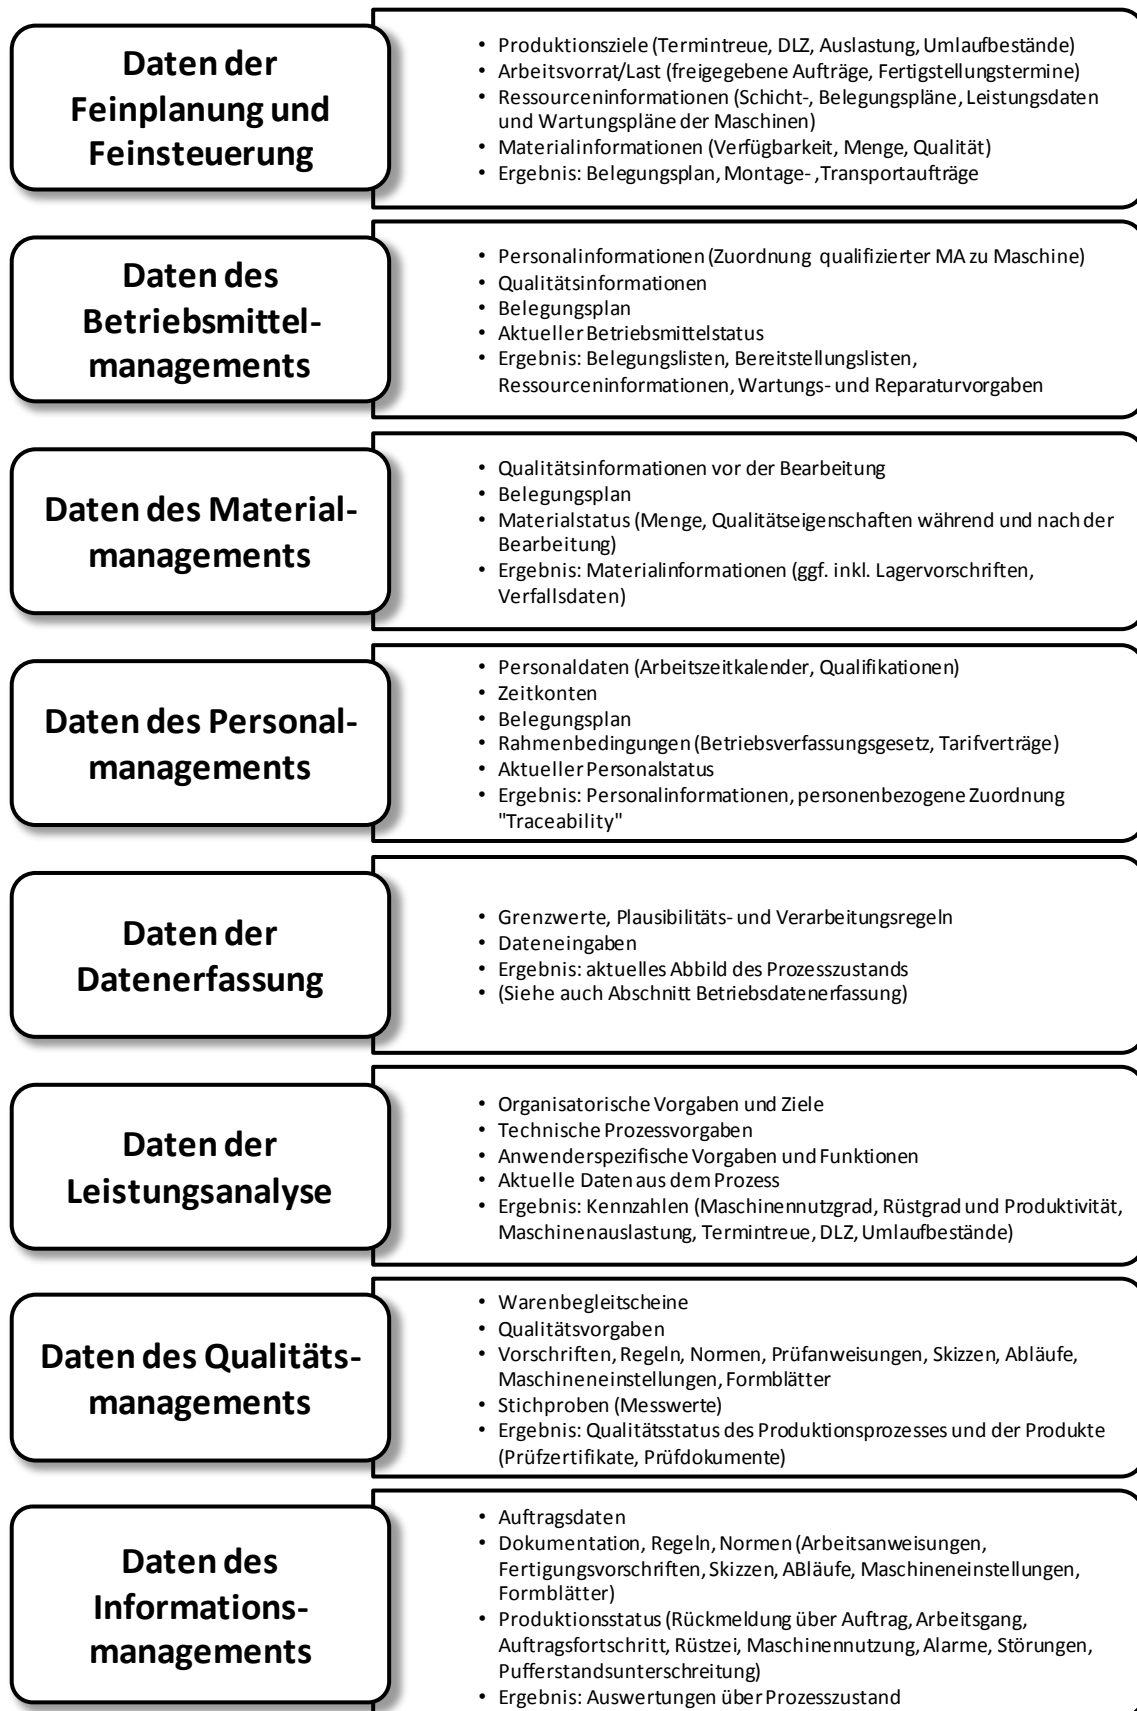 Daten der
Feinplanung und
Feinsteuerung
• Produktionsziele (Termintreue, DLZ, Auslastung, Umlaufbestände)
• Arbeitsvorrat/Last (freigegebene Aufträge, Fertigstellungstermine)
• Ressourceninformationen (Schicht-, Belegungspläne, Leistungsdaten
und Wartungspläne der Maschinen)
• Materialinformationen (Verfügbarkeit, Menge, Qualität)
• Ergebnis: Belegungsplan, Montage- ,Transportaufträge
Daten des
Betriebsmittel-
managements
• Personalinformationen (Zuordnung qualifizierter MA zu Maschine)
• Qualitätsinformationen
• Belegungsplan
• Aktueller Betriebsmittelstatus
• Ergebnis: Belegungslisten, Bereitstellungslisten,
Ressourceninformationen, Wartungs- und Reparaturvorgaben
Daten des Material-
managements
• Qualitätsinformationen vor der Bearbeitung
• Belegungsplan
• Materialstatus (Menge, Qualitätseigenschaften während und nach der
Bearbeitung)
• Ergebnis: Materialinformationen (ggf. inkl. Lagervorschriften,
Verfallsdaten)
Daten des Personal-
managements
• Personaldaten (Arbeitszeitkalender, Qualifikationen)
• Zeitkonten
• Belegungsplan
• Rahmenbedingungen (Betriebsverfassungsgesetz, Tarifverträge)
• Aktueller Personalstatus
• Ergebnis: Personalinformationen, personenbezogene Zuordnung
"Traceability"
Daten der
Datenerfassung
• Grenzwerte, Plausibilitäts- und Verarbeitungsregeln
• Dateneingaben
• Ergebnis: aktuelles Abbild des Prozesszustands
• (Siehe auch Abschnitt Betriebsdatenerfassung)
Daten der
Leistungsanalyse
• Organisatorische Vorgaben und Ziele
• Technische Prozessvorgaben
• Anwenderspezifische Vorgaben und Funktionen
• Aktuelle Daten aus dem Prozess
• Ergebnis: Kennzahlen (Maschinennutzgrad, Rüstgrad und Produktivität,
Maschinenauslastung, Termintreue, DLZ, Umlaufbestände)
Daten des Qualitäts-
managements
• Warenbegleitscheine
• Qualitätsvorgaben
• Vorschriften, Regeln, Normen, Prüfanweisungen, Skizzen, Abläufe,
Maschineneinstellungen, Formblätter
• Stichproben (Messwerte)
• Ergebnis: Qualitätsstatus des Produktionsprozesses und der Produkte
(Prüfzertifikate, Prüfdokumente)
Daten des
Informations-
managements
• Auftragsdaten
• Dokumentation, Regeln, Normen (Arbeitsanweisungen,
Fertigungsvorschriften, Skizzen, ABläufe, Maschineneinstellungen,
Formblätter)
• Produktionsstatus (Rückmeldung über Auftrag, Arbeitsgang,
Auftragsfortschritt, Rüstzei, Maschinennutzung, Alarme, Störungen,
Pufferstandsunterschreitung)
• Ergebnis: Auswertungen über Prozesszustand